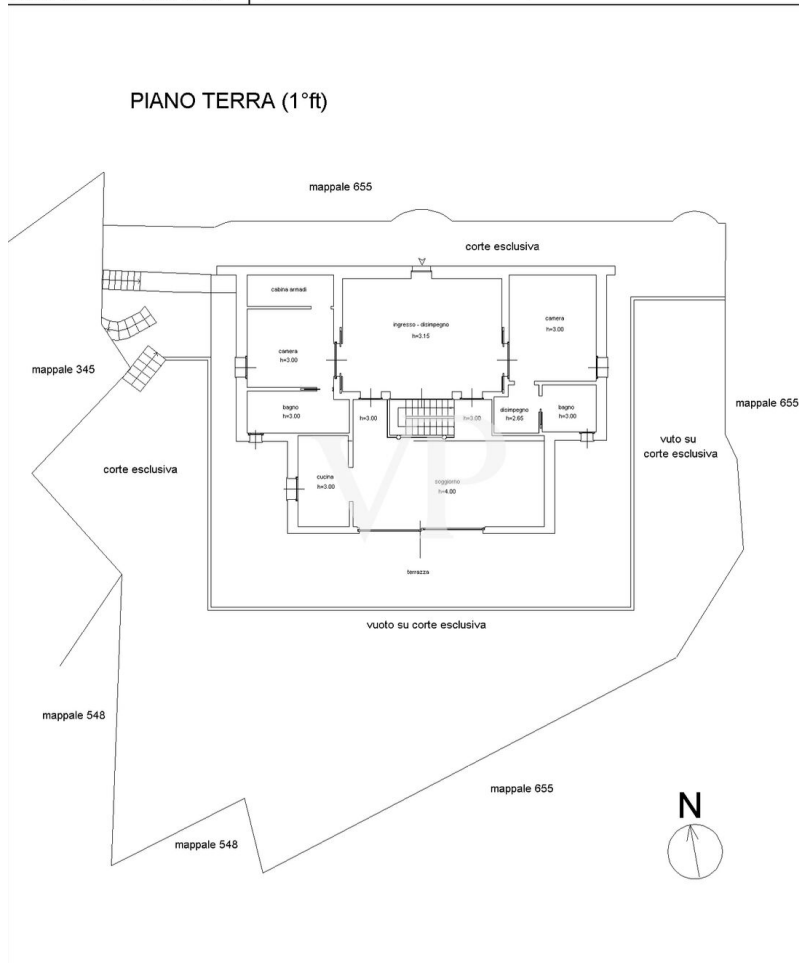 PIANO TERRA (1°ft)
mappale 655
corte esclusiva
cabina armadi
ingresso - disimpegno
h=3.15
camera
h=3.00
camera
h=3.00
mappale 345
mappale 655
bagno
h=3.00
h=3.00
h=3.00
disimpegno
h=2.65
bagno
h=3.00
vuto su
corte esclusiva
corte esclusiva
cucina
h=3.00
soggiorno
h=4.00
VP
terrazza
vuoto su corte esclusiva
mappale 548
mappale 655
N
mappale 548